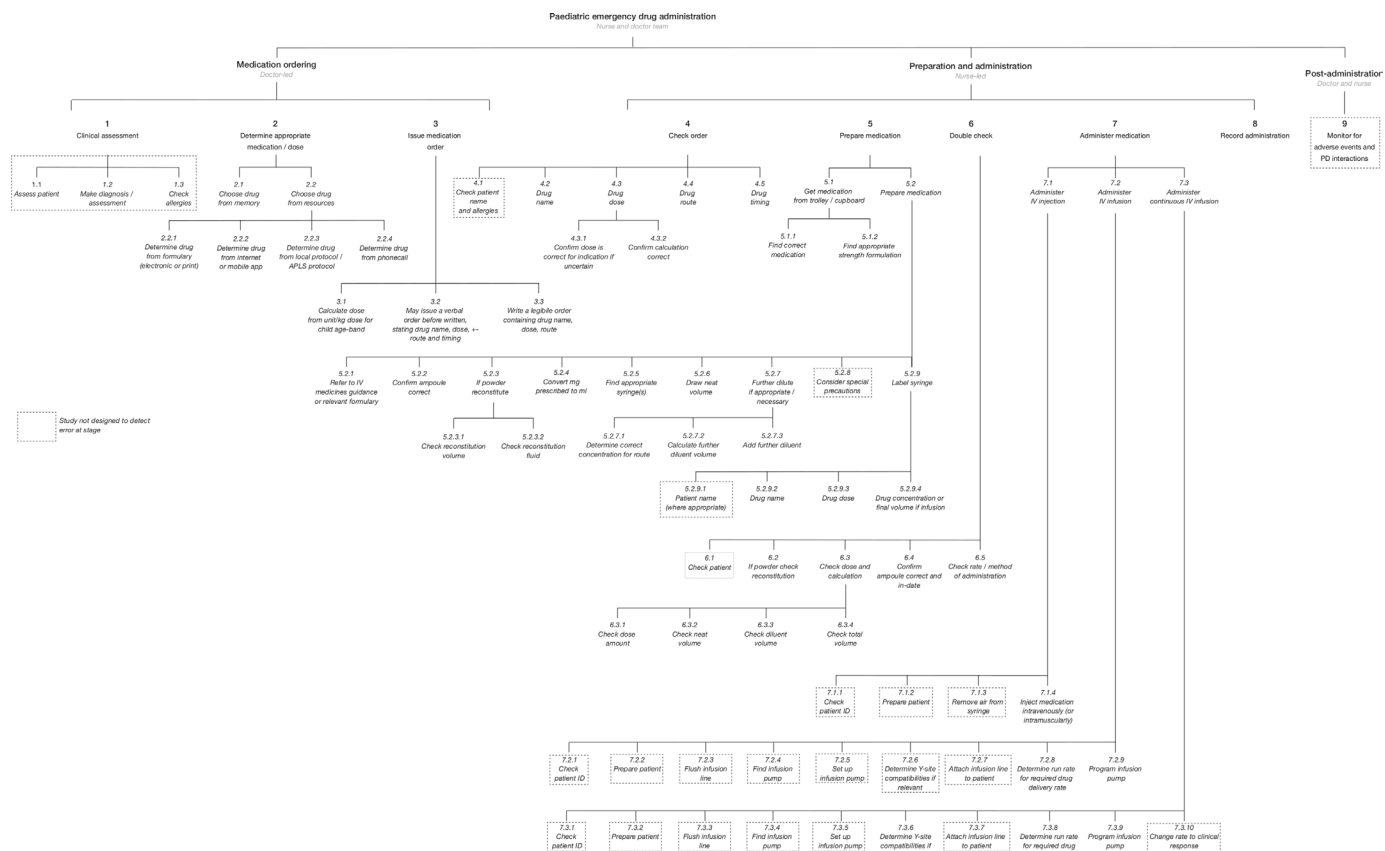 Paediatric emergency drug administration
Nurse and doctor team
Medication ordering
Doctor-led
Preparation and administration
Nurse-led
Post-administration
Doctor and nurse
1
Clinical assessment
2
Determine appropriate
medication / dose
3
Issue medication
order
4
Check order
5
Prepare medication
6
Double check
7
Administer medication
8
Record administration
9
Monitor for
adverse events and
PD interactions
1.1
Assess patient
1.2
Make diagnosis /
assessment
1.3
Check
allergies
2.1
Choose drug
from memory
2.2
Choose drug
from resources
4.1
Check patient
name
and allergies
4.2
Drug
name
4.3
Drug
dose
4.4
Drug
route
4.5
Drug
timing
5.1
Get medication
from trolley / cupboard
5.2
Prepare medication
7.1
Administer
IV injection
7.2
Administer
IV infusion
7.3
Administer
continuous IV infusion
2.2.1
Determine drug
from formulary
(electronic or print)
2.2.2
Determine drug
from internet
or mobile app
2.2.3
Determine drug
from local protocol /
APLS protocol
2.2.4
Determine drug
from phonecall
4.3.1
Confirm dose is
correct for indication if
uncertain
4.3.2
Confirm calculation
correct
5.1.1
Find correct
medication
5.1.2
Find appropriate
strength formulation
3.1
Calculate dose
from unit/kg dose for
child age-band
3.2
May issue a verbal
order before written,
stating drug name, dose, +-
route and timing
3.3
Write a legibile order
containing drug name,
dose, route
5.2.1
Refer to IV
medicines guidance
or relevant formulary
5.2.2
Confirm ampoule
correct
5.2.3
If powder
reconstitute
5.2.4
Convert mg
prescribed to ml
5.2.5
Find appropriate
syringe(s)
5.2.6
Draw neat
volume
5.2.7
Further dilute
if appropriate /
necessary
5.2.8
Consider special
precautions
5.2.9
Label syringe
Study not designed to detect
error at stage
5.2.3.1
Check reconstitution
volume
5.2.3.2
Check reconstitution
fluid
5.2.7.1
Determine correct
concentration for route
5.2.7.2
Calculate further
diluent volume
5.2.7.3
Add further diluent
5.2.9.1
Patient name
(where appropriate)
5.2.9.2
Drug name
5.2.9.3
Drug dose
5.2.9.4
Drug concentration or
final volume if infusion
6.1
Check patient
6.2
If powder check
reconstitution
6.3
Check dose and
calculation
6.4
Confirm
ampoule correct and
in-date
6.5
Check rate / method
of administration
6.3.1
Check dose
amount
6.3.2
Check neat
volume
6.3.3
Check diluent
volume
6.3.4
Check total
volume
7.1.1
Check
patient ID
7.1.2
Prepare patient
7.1.3
Remove air from
syringe
7.1.4
Inject medication
intravenously (or
intramuscularly)
7.2.1
Check
patient ID
7.2.2
Prepare patient
7.2.3
Flush infusion
line
7.2.4
Find infusion
pump
7.2.5
Set up
infusion pump
7.2.6
Determine Y-site
compatibilities if
relevant
7.2.7
Attach infusion line
to patient
7.2.8
Determine run rate
for required drug
delivery rate
7.2.9
Program infusion
pump
7.3.1
Check
patient ID
7.3.2
Prepare patient
7.3.3
Flush infusion
line
7.3.4
Find infusion
pump
7.3.5
Set up
infusion pump
7.3.6
Determine Y-site
compatibilities if
7.3.7
Attach infusion line
to patient
7.3.8
Determine run rate
for required drug
7.3.9
Program infusion
pump
7.3.10
Change rate to clinical
response